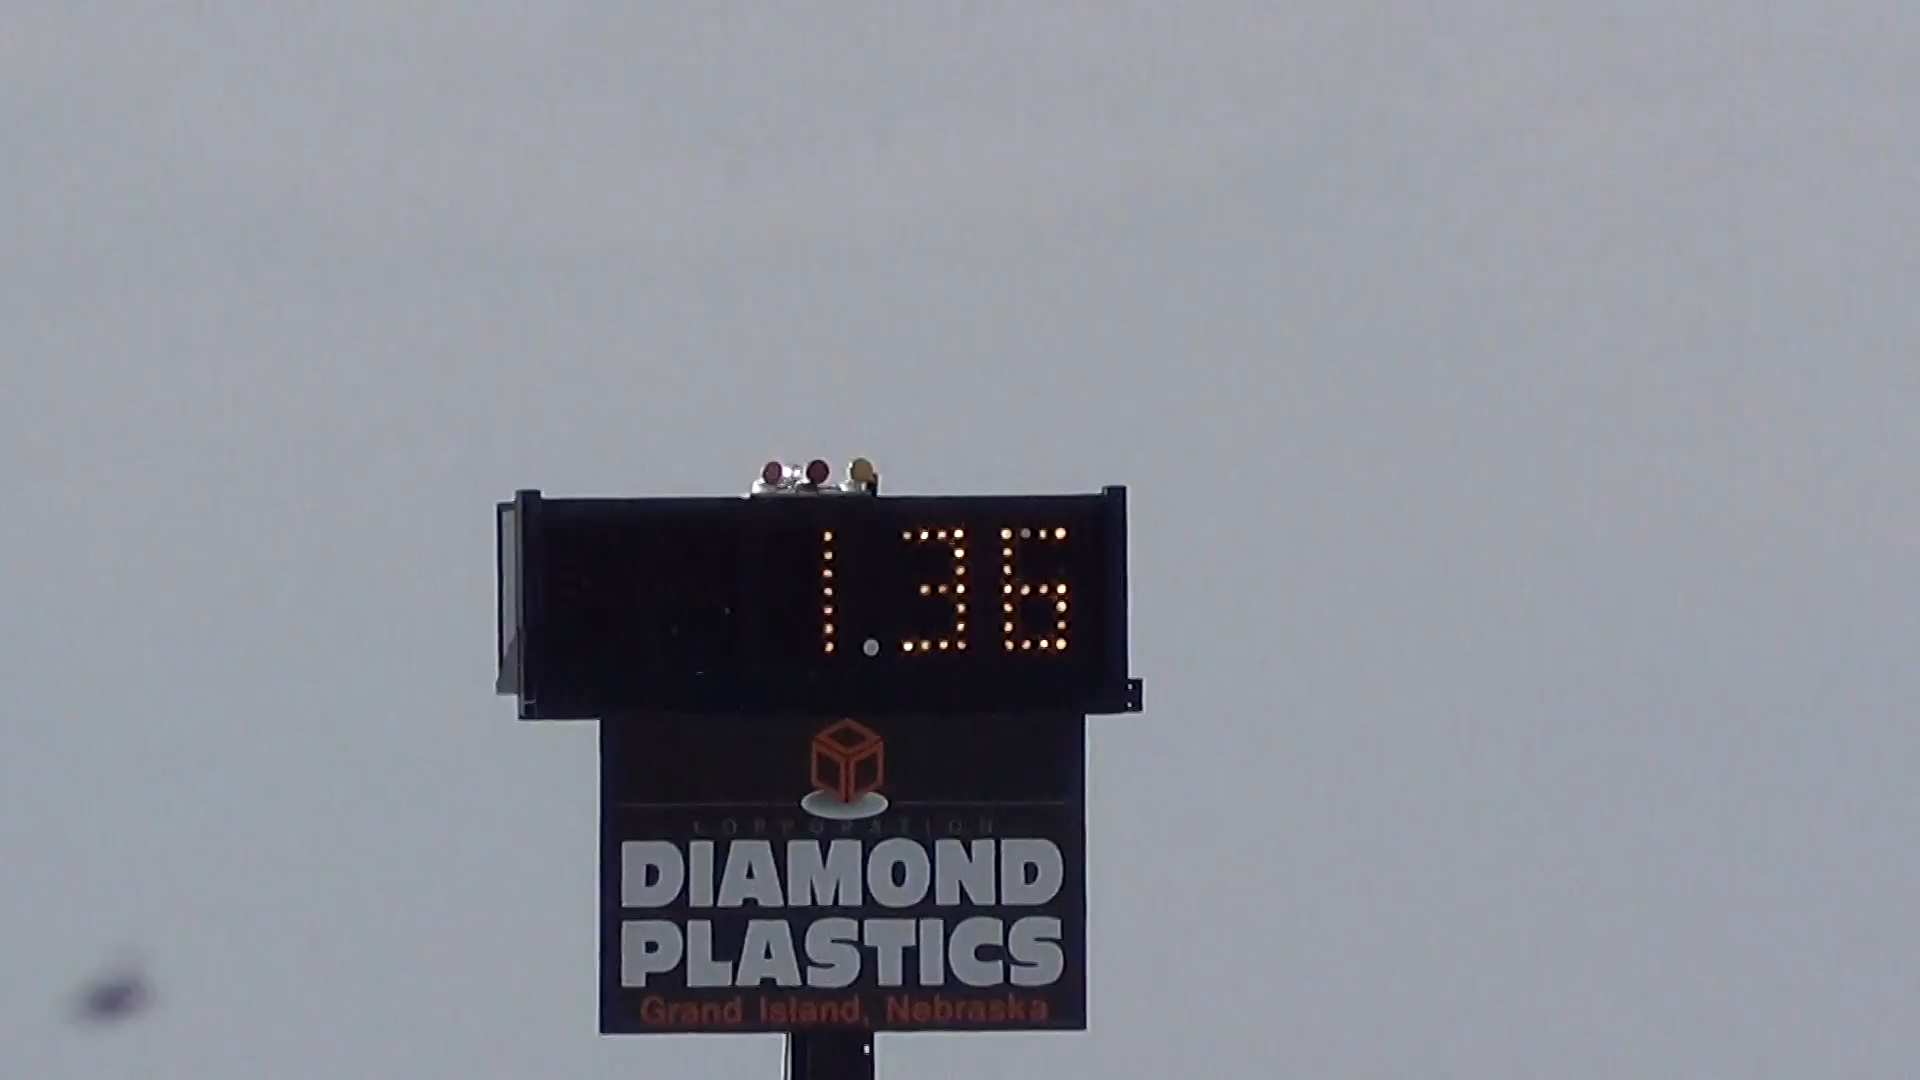 1.36
CORPORATION
DIAMOND
PLASTICS
Grand Island, Nebraska